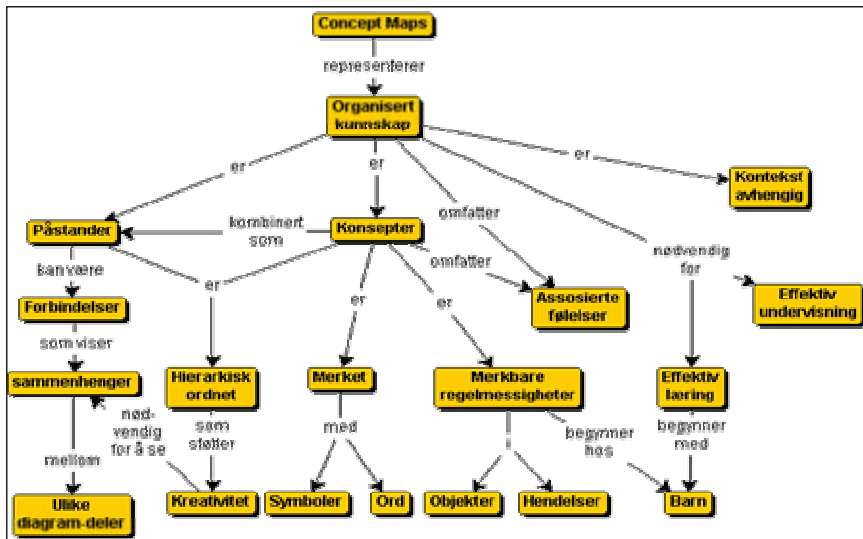 Concept Maps
representerer
Organisert
kunnskap
er
er
er
omfatter
Kontekst
avhengig
Påstander
kombinert
som
Konsepter
omfatter
nødvendig
for
kan være
er
er
er
Assosierte
følelser
Effektiv
undervisning
Forbindelser
som viser
sammenhenger
Hierarkisk
ordnet
Merket
Merkbare
regelmessigheter
Effektiv
læring
nød-
vendig
for å se
som
støtter
med
i
begynner
hos
begynner
med
mellom
Ulike
diagram-deler
Kreativitet
Symboler
Ord
Objekter
Hendelser
Barn